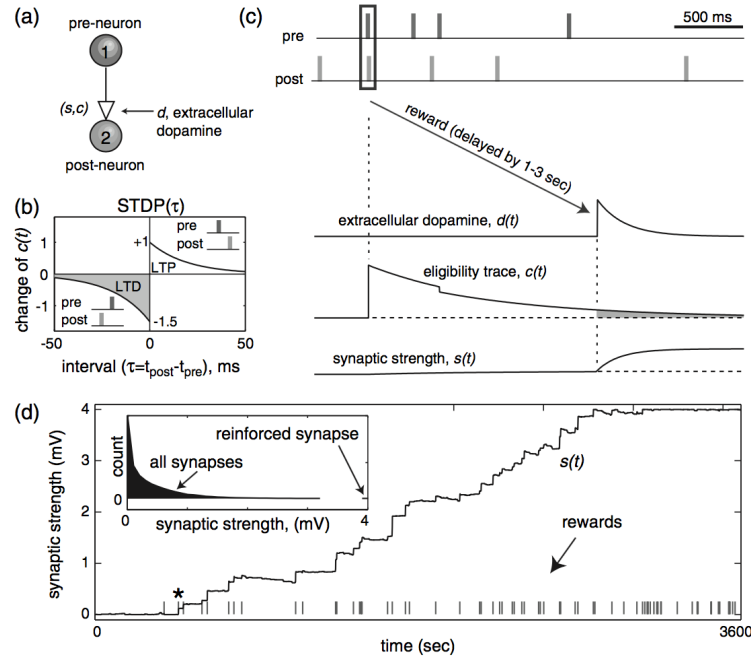 (a)
pre-neuron
1
(s,c)
d, extracellular
dopamine
2
post-neuron
(b)
STDP(τ)
change of c(t)
1
0
-1
+1
pre
post
LTP
LTD
pre
post
-1.5
-50
0
50
interval (τ=tpost-tpre), ms
(c)
500 ms
pre
post
reward (delayed by 1-3 sec)
extracellular dopamine, d(t)
eligibility trace, c(t)
synaptic strength, s(t)
(d)
synaptic strength, (mV)
4
3
2
1
0
count
0
all synapses
reinforced synapse
0
4
synaptic strength, (mV)
s(t)
rewards
*
0
3600
time (sec)